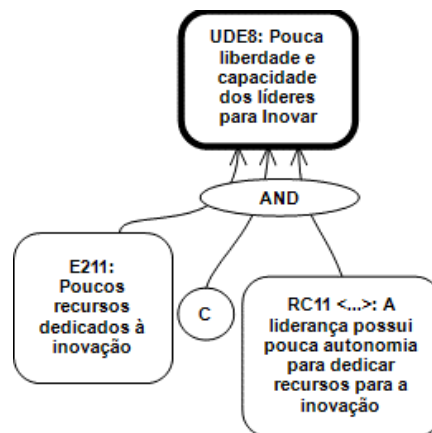 UDE8: Pouca
liberdade e
capacidade
dos líderes
para Inovar
AND
E211:
Poucos
recursos
dedicados à
inovação
C
RC11 <...>: A
liderança possui
pouca autonomia
para dedicar
recursos para a
inovação